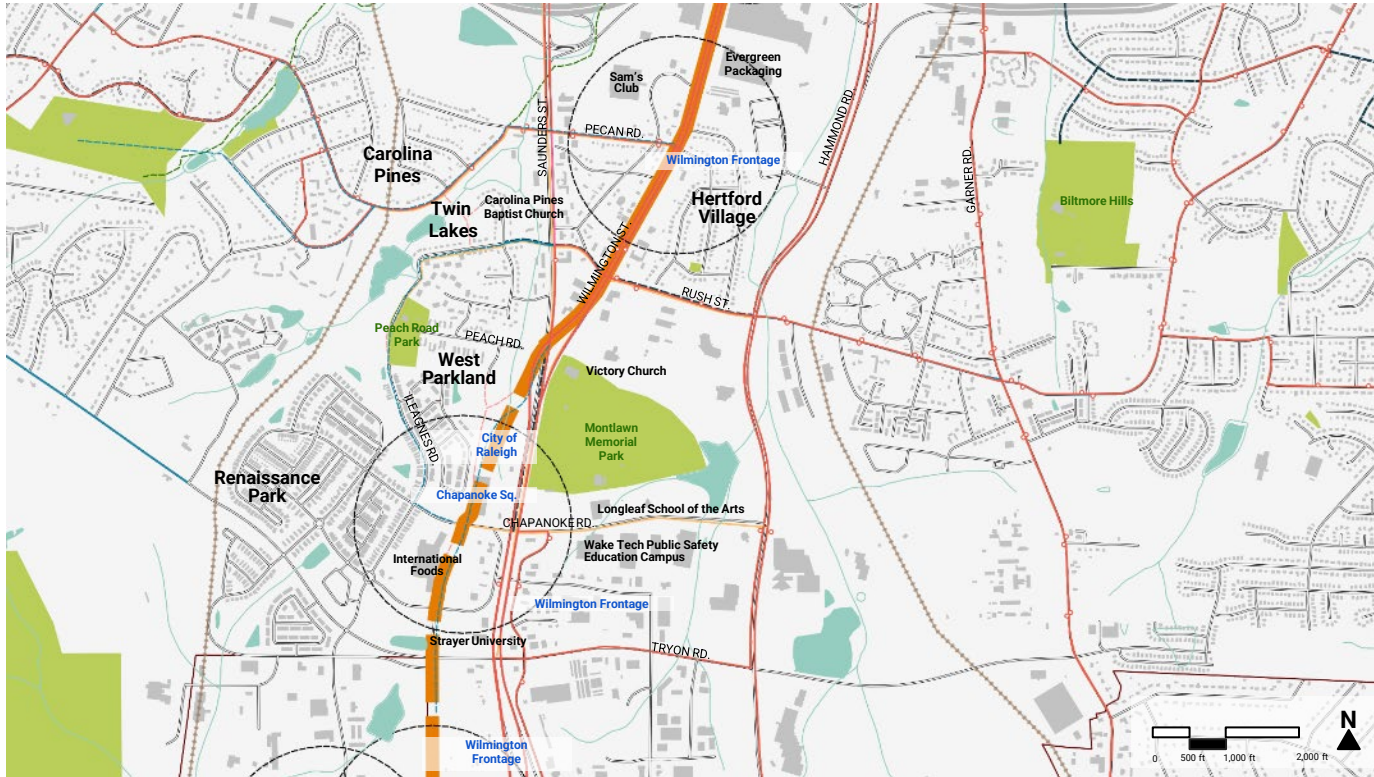 Evergreen
Packaging
Sam's
Club
SAUNDERS ST
PECAN RD.
HAMMOND RD.
Wilmington Frontage
Carolina
Pines
GARNER RD.
Twin
Lakes
Carolina Pines
Baptist Church
Hertford
Village
Biltmore Hills
WILMINGTON ST.
RUSH ST
Peach Road
Park
PEACH RD.
West
Parkland
Victory Church
ILEAGNES RD
City of
Raleigh
Montlawn
Memorial
Park
Renaissance
Park
Chapanoke Sq.
CHAPANOKE RD
Longleaf School of the Arts
International
Foods
Wake Tech Public Safety
Education Campus
Wilmington Frontage
Strayer University
TRYON RD.
Wilmington
Frontage
N
0 500 ft 1,000 ft 2,000 ft